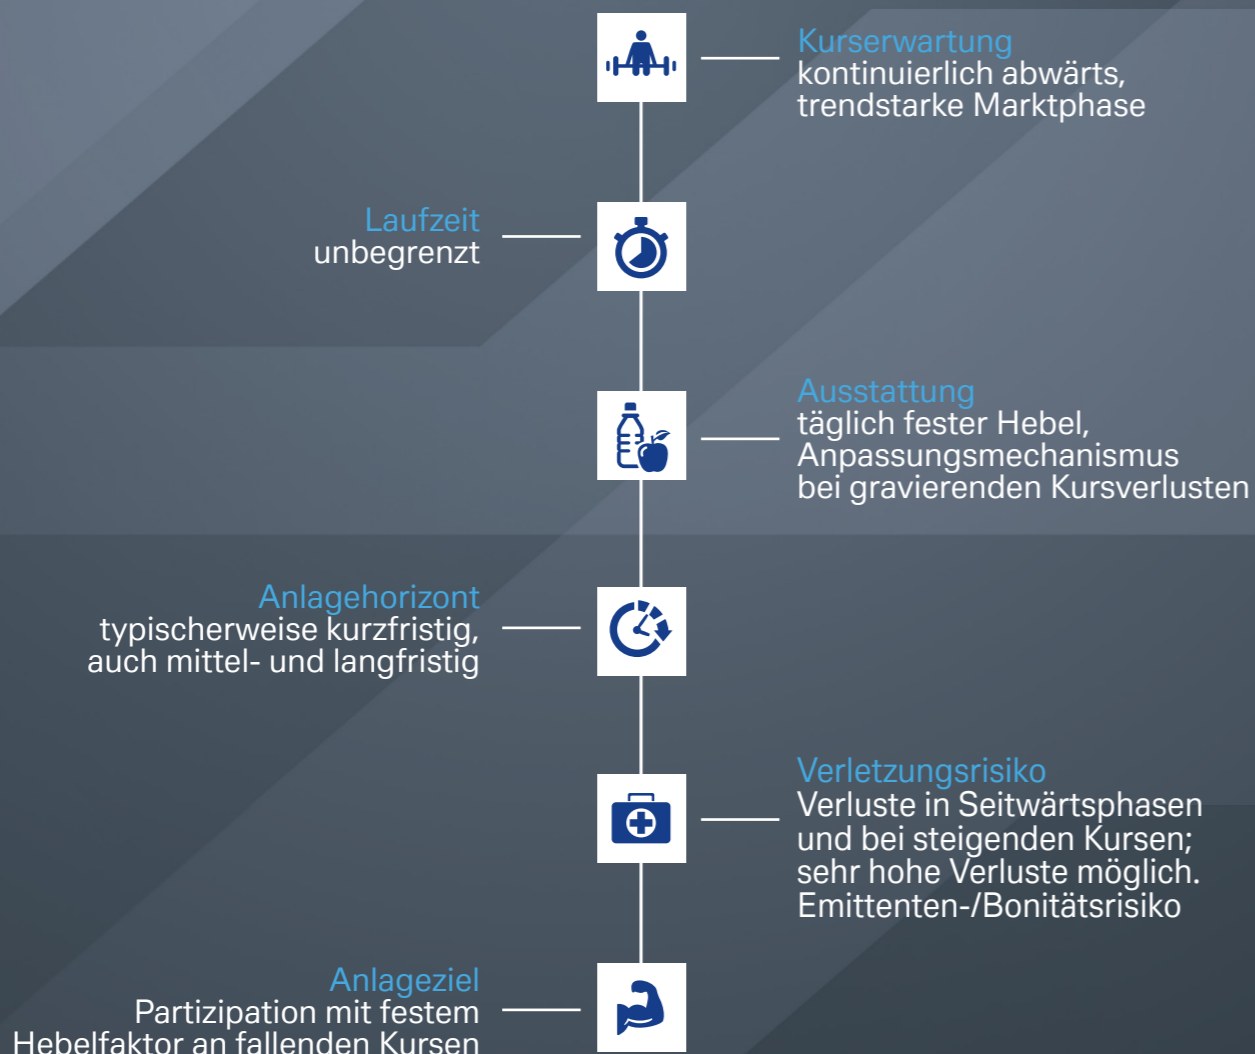 Kurserwartung
kontinuierlich abwärts,
trendstarke Marktphase
Laufzeit
unbegrenzt
Ausstattung
täglich fester Hebel,
Anpassungsmechanismus
bei gravierenden Kursverlusten
Anlagehorizont
typischerweise kurzfristig,
auch mittel- und langfristig
Verletzungsrisiko
Verluste in Seitwärtsphasen
und bei steigenden Kursen;
sehr hohe Verluste möglich.
Emittenten-/Bonitätsrisiko
Anlageziel
Partizipation mit festem
Hebelfaktor an fallenden Kursen